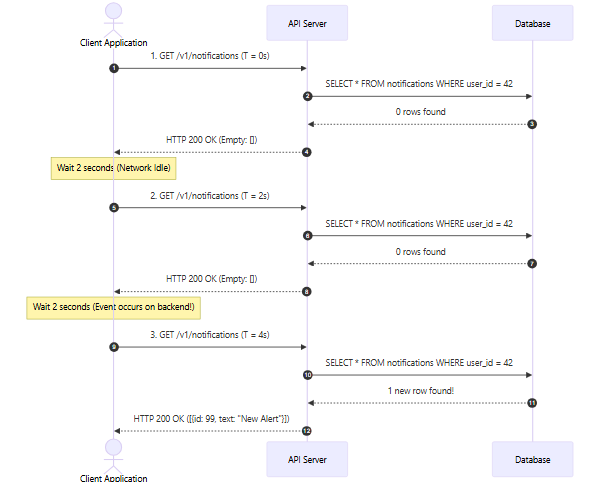 Client Application
API Server
Database
1. GET /v1/notifications (T = 0s)
1
SELECT * FROM notifications WHERE user_id = 42
2
0 rows found
3
HTTP 200 OK (Empty: [])
4
Wait 2 seconds (Network Idle)
2. GET /v1/notifications (T = 2s)
5
SELECT * FROM notifications WHERE user_id = 42
6
0 rows found
7
HTTP 200 OK (Empty: [])
8
Wait 2 seconds (Event occurs on backend!)
3. GET /v1/notifications (T = 4s)
9
SELECT * FROM notifications WHERE user_id = 42
10
1 new row found!
11
HTTP 200 OK ([{id: 99, text: "New Alert"}])
12
Client Application
API Server
Database